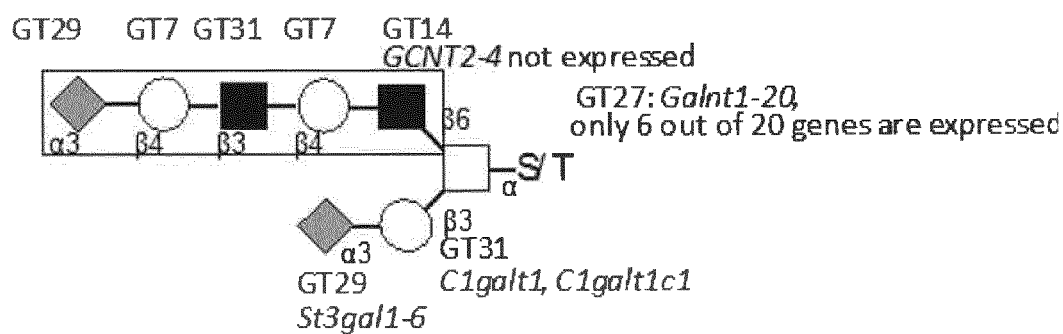 GT29 GT7 GT31 GT7 GT14
GCNT2-4 not expressed
GT27: Galnt1-20,
only 6 out of 20 genes are expressed
α3 β4 β3 β4 β6
α S/T
α3 β3
GT31
GT29 C1galt1, C1galt1c1
St3gal1-6